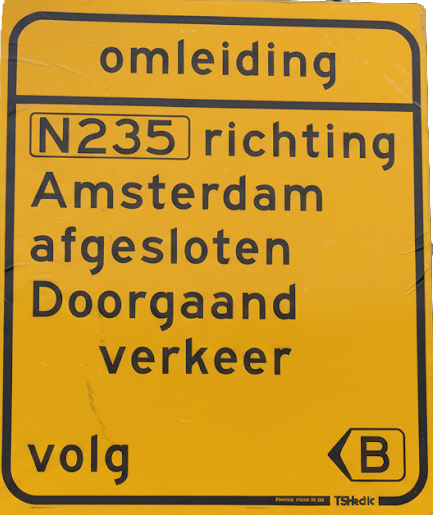 omleiding
N235 richting
Amsterdam
afgesloten
Doorgaand
verkeer
volg B